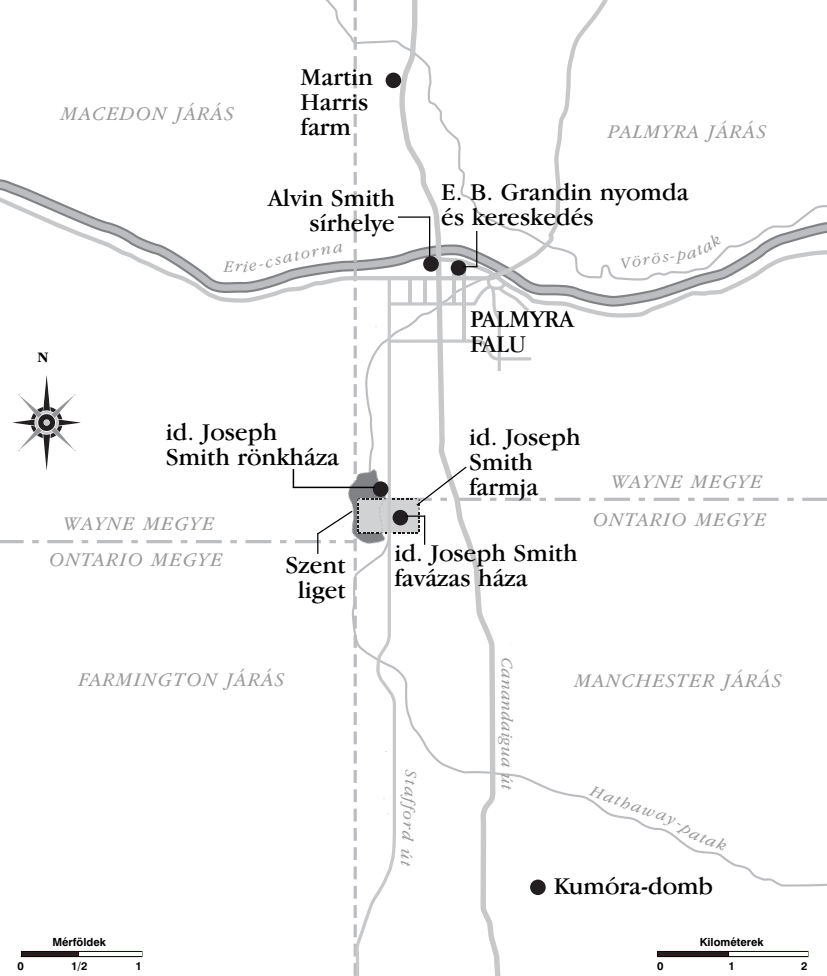 Martin
Harris
farm
MACEDON JÁRÁS
PALMYRA JÁRÁS
Alvin Smith
sírhelye
E. B. Grandin nyomda
és kereskedés
Erie-csatorna
Vörös-patak
PALMYRA
FALU
N
id. Joseph
Smith rönkháza
id. Joseph
Smith
farmja
WAYNE MEGYE
ONTARIO MEGYE
WAYNE MEGYE
ONTARIO MEGYE
Szent
liget
id. Joseph Smith
favázas háza
FARMINGTON JÁRÁS
MANCHESTER JÁRÁS
Canandaigua út
Stafford út
Hathaway-patak
Kumóra-domb
Mérföldek
0 1/2 1
Kilométerek
0 1 2